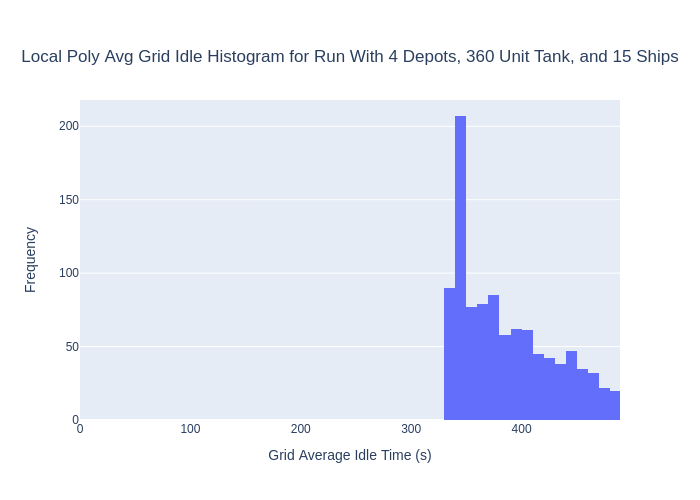 Local Poly Avg Grid Idle Histogram for Run With 4 Depots, 360 Unit Tank, and 15 Ships
200
150
100
50
0
Frequency
0 100 200 300 400
Grid Average Idle Time (s)